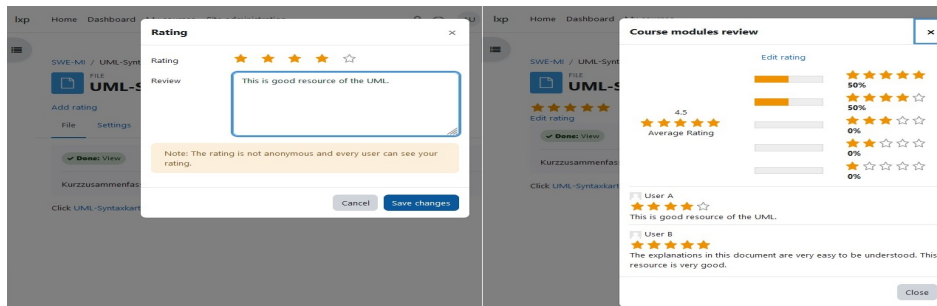 lxp Home Dashboard My courses Site administration
Rating ×
SWE-MI / UML-Synt
Rating
FILE
UML-S
Review
This is good resource of the UML.
Add rating
File Settings
Done: View
Note: The rating is not anonymous and every user can see your
rating.
Kurzzusammenfas
Cancel Save changes
Click UML-Syntaxkart
lxp Home Dashboard
Course modules review ×
Edit rating
SWE-MI / UML-Synt
FILE
UML-S
50%
50%
4.5
Average Rating
0%
0%
0%
Edit rating
Done: View
Kurzzusammenfas
Click UML-Syntaxkart
User A
This is good resource of the UML.
User B
The explanations in this document are very easy to be understood. This
resource is very good.
Close